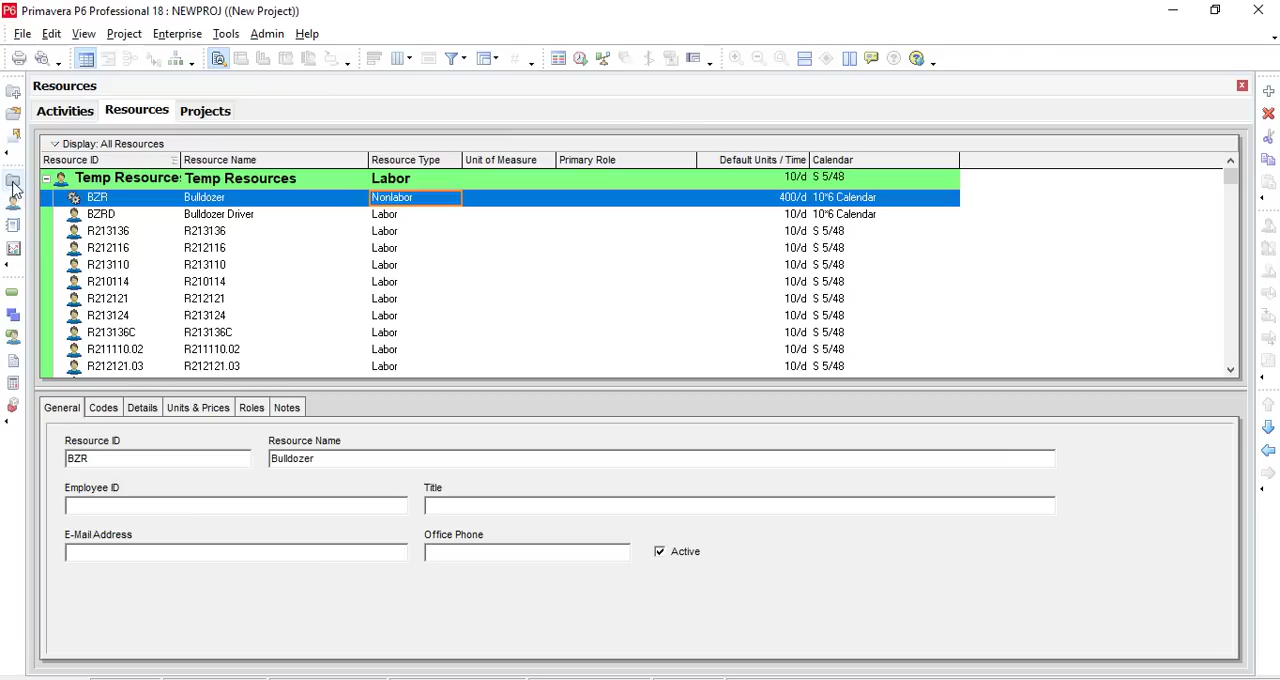 P6 Primavera P6 Professional 18 : NEWPROJ ((New Project))
File Edit View Project Enterprise Tools Admin Help
Resources
Activities Resources Projects
Display: All Resources
Resource ID Resource Name Resource Type Unit of Measure Primary Role Default Units / Time Calendar
Temp Resources Temp Resources Labor 10/d S 5/48
BZR Bulldozer Nonlabor 400/d 10*6 Calendar
BZRD Bulldozer Driver Labor 10/d 10*6 Calendar
R213136 R213136 Labor 10/d S 5/48
R212116 R212116 Labor 10/d S 5/48
R213110 R213110 Labor 10/d S 5/48
R210114 R210114 Labor 10/d S 5/48
R212121 R212121 Labor 10/d S 5/48
R213124 R213124 Labor 10/d S 5/48
R213136C R213136C Labor 10/d S 5/48
R211110.02 R211110.02 Labor 10/d S 5/48
R212121.03 R212121.03 Labor 10/d S 5/48
General Codes Details Units & Prices Roles Notes
Resource ID Resource Name
BZR Bulldozer
Employee ID Title
E-Mail Address Office Phone
Active